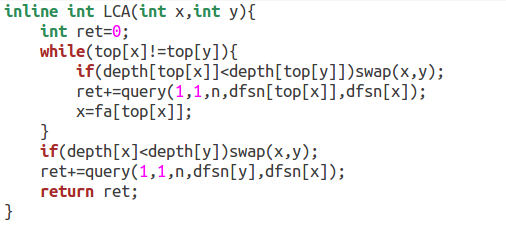 inline int LCA(int x,int y){
    int ret=0;
    while(top[x]!=top[y]){
        if(depth[top[x]]<depth[top[y]])swap(x,y);
        ret+=query(1,1,n,dfsn[top[x]],dfsn[x]);
        x=fa[top[x]];
    }
    if(depth[x]<depth[y])swap(x,y);
    ret+=query(1,1,n,dfsn[y],dfsn[x]);
    return ret;
}